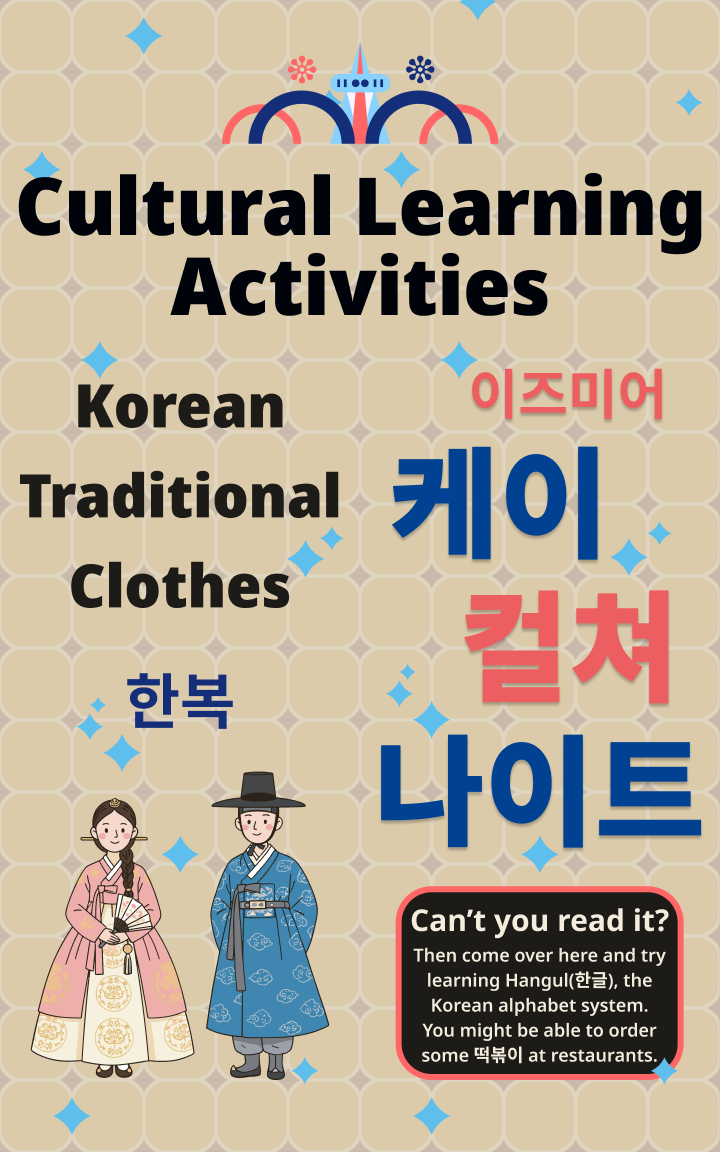 Cultural Learning
Activities
Korean
Traditional
Clothes
한복
이즈미어
케이
컬쳐
나이트
Can’t you read it?
Then come over here and try
learning Hangul(한글), the
Korean alphabet system.
You might be able to order
some 떡볶이 at restaurants.